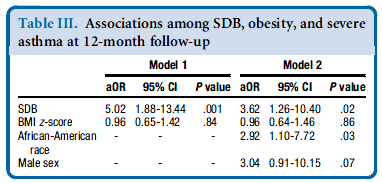 Table III. Associations among SDB, obesity, and severe
asthma at 12-month follow-up
Model 1 Model 2
aOR 95% CI P value aOR 95% CI P value
SDB 5.02 1.88-13.44 .001 3.62 1.26-10.40 .02
BMI z-score 0.96 0.65-1.42 .84 0.96 0.64-1.46 .86
African-American - - - 2.92 1.10-7.72 .03
race
Male sex - - - 3.04 0.91-10.15 .07